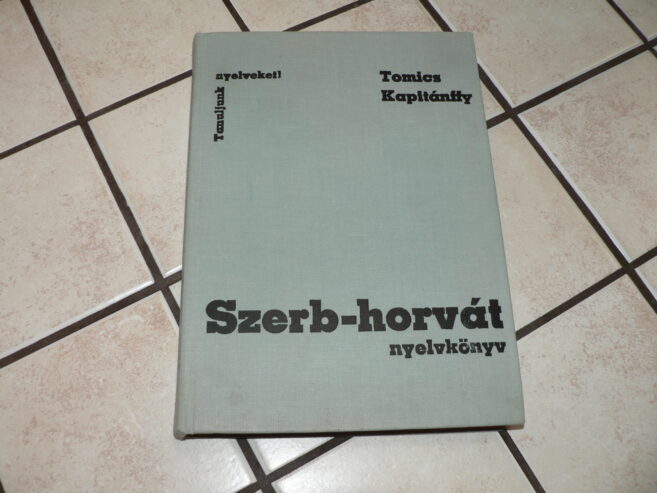 Tanuljunk
nyelveket!
Tomics
Kapitánffy
Szerb-horvát
nyelvkönyv